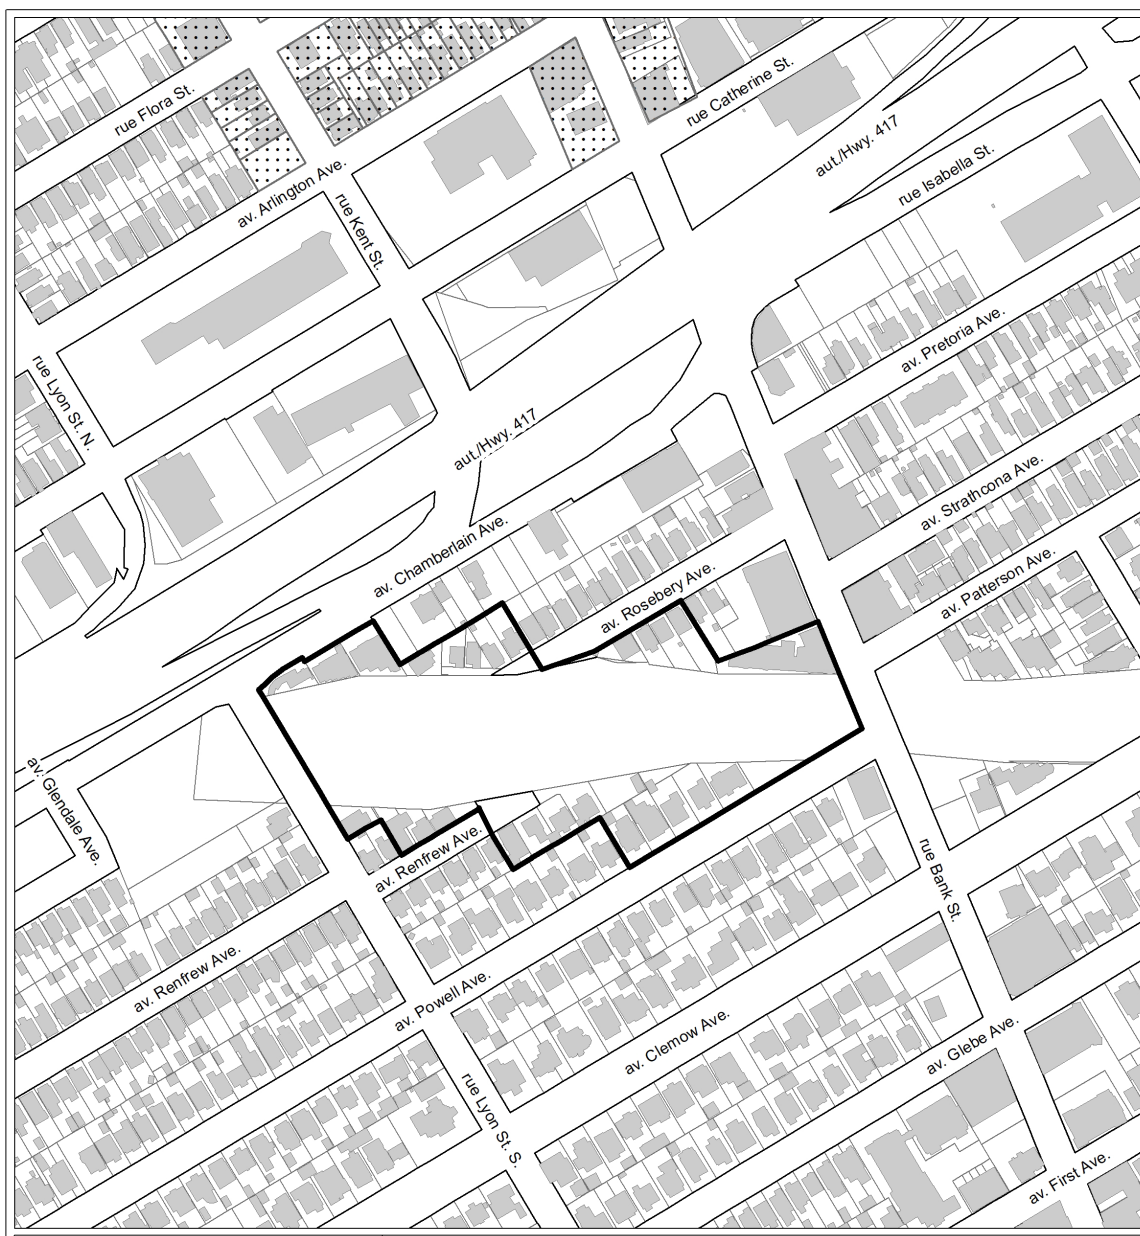 rue Flora St.
rue Catherine St.
aut./Hwy. 417
rue Isabella St.
av. Arlington Ave.
rue Kent St.
av. Pretoria Ave.
rue Lyon St. N.
aut./Hwy. 417
av. Strathcona Ave.
av. Chamberlain Ave.
av. Rosebery Ave.
av. Patterson Ave.
av. Glendale Ave.
av. Renfrew Ave.
rue Bank St.
av. Renfrew Ave.
av. Powell Ave.
av. Clemow Ave.
av. Glebe Ave.
rue Lyon St. S.
av. First Ave.